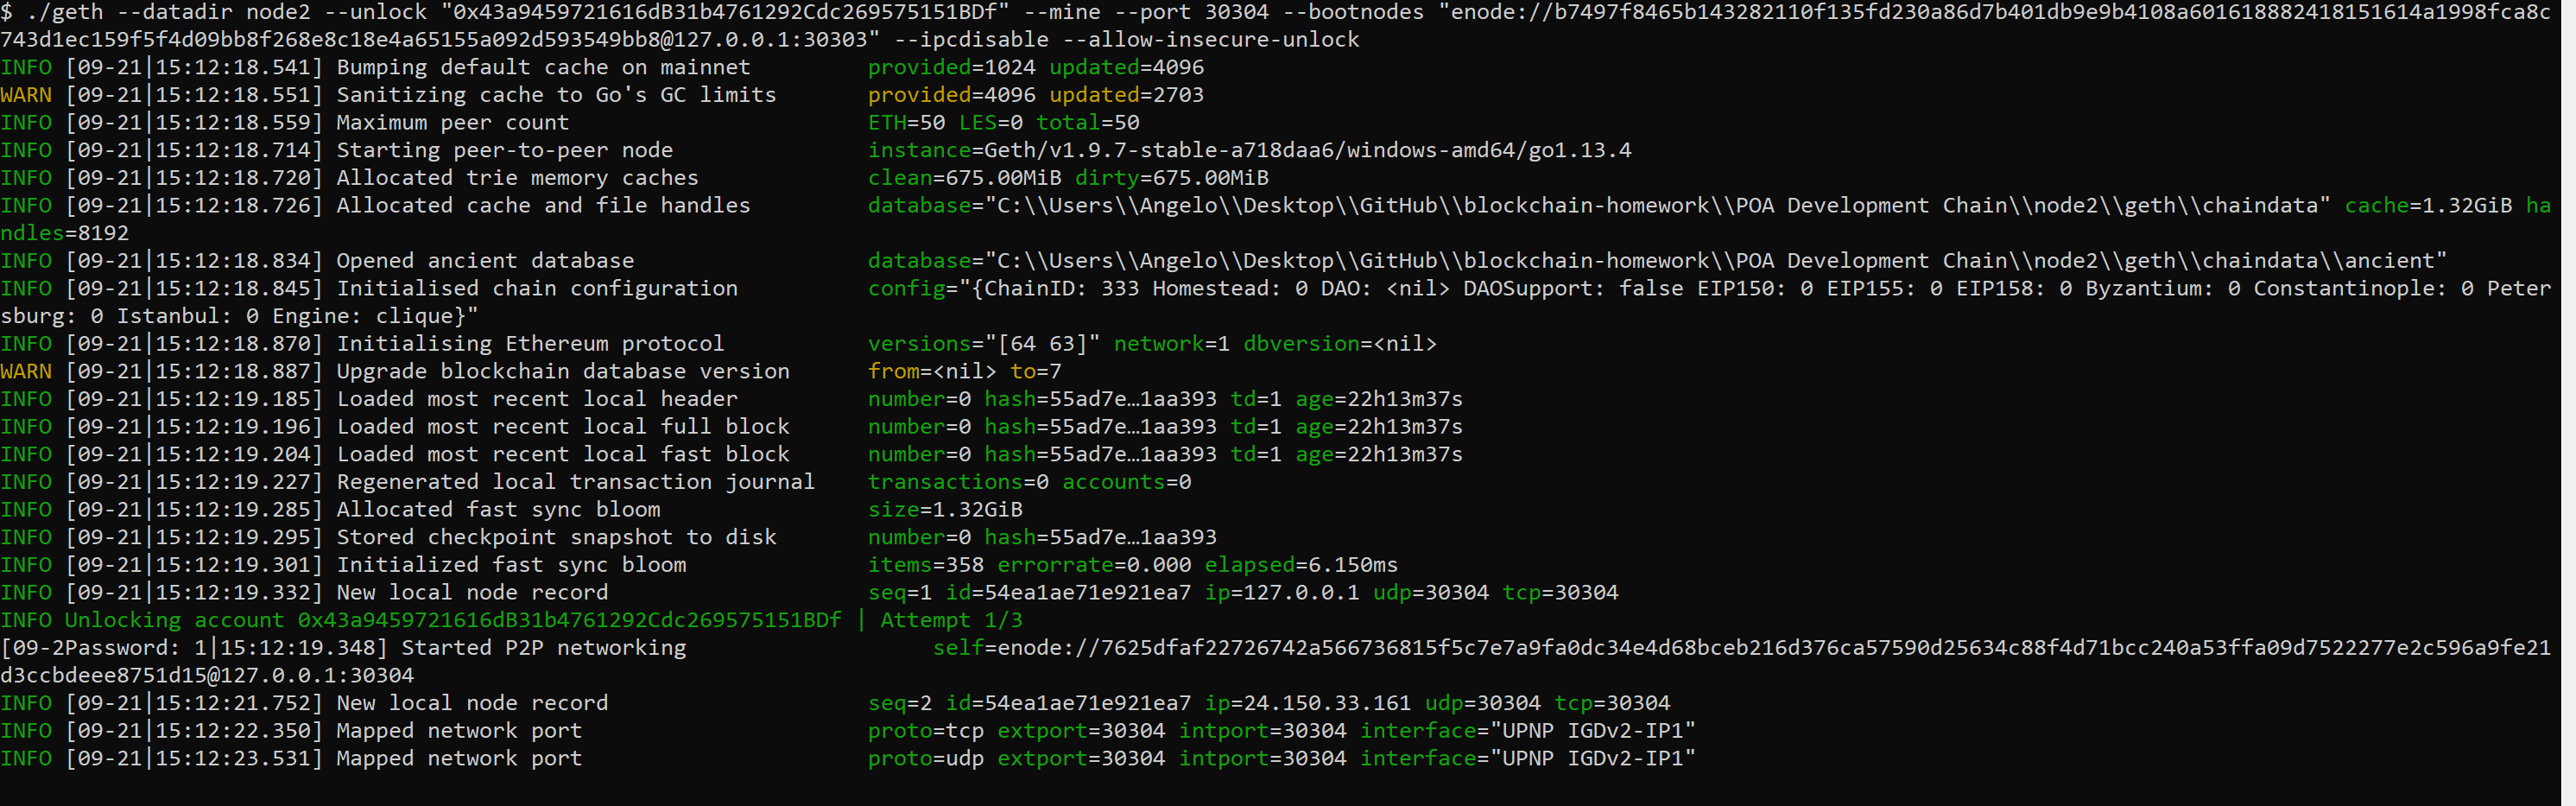 $ ./geth --datadir node2 --unlock "0x43a9459721616dB31b4761292Cdc269575151BDf" --mine --port 30304 --bootnodes "enode://b7497f8465b143282110f135fd230a86d7b401db9e9b4108a601618882418151614a1998fca8c
743d1ec159f5f4d09bb8f268e8c18e4a65155a092d593549bb8@127.0.0.1:30303" --ipcdisable --allow-insecure-unlock
INFO [09-21|15:12:18.541] Bumping default cache on mainnet         provided=1024 updated=4096
WARN [09-21|15:12:18.551] Sanitizing cache to Go's GC limits       provided=4096 updated=2703
INFO [09-21|15:12:18.559] Maximum peer count                       ETH=50 LES=0 total=50
INFO [09-21|15:12:18.714] Starting peer-to-peer node               instance=Geth/v1.9.7-stable-a718daa6/windows-amd64/go1.13.4
INFO [09-21|15:12:18.720] Allocated trie memory caches             clean=675.00MiB dirty=675.00MiB
INFO [09-21|15:12:18.726] Allocated cache and file handles         database="C:\\Users\\Angelo\\Desktop\\GitHub\\blockchain-homework\\POA Development Chain\\node2\\geth\\chaindata" cache=1.32GiB ha
ndles=8192
INFO [09-21|15:12:18.834] Opened ancient database                  database="C:\\Users\\Angelo\\Desktop\\GitHub\\blockchain-homework\\POA Development Chain\\node2\\geth\\chaindata\\ancient"
INFO [09-21|15:12:18.845] Initialised chain configuration          config="{ChainID: 333 Homestead: 0 DAO: <nil> DAOSupport: false EIP150: 0 EIP155: 0 EIP158: 0 Byzantium: 0 Constantinople: 0 Peter
sburg: 0 Istanbul: 0 Engine: clique}"
INFO [09-21|15:12:18.870] Initialising Ethereum protocol           versions="[64 63]" network=1 dbversion=<nil>
WARN [09-21|15:12:18.887] Upgrade blockchain database version      from=<nil> to=7
INFO [09-21|15:12:19.185] Loaded most recent local header          number=0 hash=55ad7e…1aa393 td=1 age=22h13m37s
INFO [09-21|15:12:19.196] Loaded most recent local full block      number=0 hash=55ad7e…1aa393 td=1 age=22h13m37s
INFO [09-21|15:12:19.204] Loaded most recent local fast block      number=0 hash=55ad7e…1aa393 td=1 age=22h13m37s
INFO [09-21|15:12:19.227] Regenerated local transaction journal    transactions=0 accounts=0
INFO [09-21|15:12:19.285] Allocated fast sync bloom                size=1.32GiB
INFO [09-21|15:12:19.295] Stored checkpoint snapshot to disk       number=0 hash=55ad7e…1aa393
INFO [09-21|15:12:19.301] Initialized fast sync bloom              items=358 errorrate=0.000 elapsed=6.150ms
INFO [09-21|15:12:19.332] New local node record                    seq=1 id=54ea1ae71e921ea7 ip=127.0.0.1 udp=30304 tcp=30304
INFO Unlocking account 0x43a9459721616dB31b4761292Cdc269575151BDf | Attempt 1/3
[09-2Password: 1|15:12:19.348] Started P2P networking                   self=enode://7625dfaf22726742a566736815f5c7e7a9fa0dc34e4d68bceb216d376ca57590d25634c88f4d71bcc240a53ffa09d7522277e2c596a9fe21
d3ccbdeee8751d15@127.0.0.1:30304
INFO [09-21|15:12:21.752] New local node record                    seq=2 id=54ea1ae71e921ea7 ip=24.150.33.161 udp=30304 tcp=30304
INFO [09-21|15:12:22.350] Mapped network port                      proto=tcp extport=30304 intport=30304 interface="UPNP IGDv2-IP1"
INFO [09-21|15:12:23.531] Mapped network port                      proto=udp extport=30304 intport=30304 interface="UPNP IGDv2-IP1"